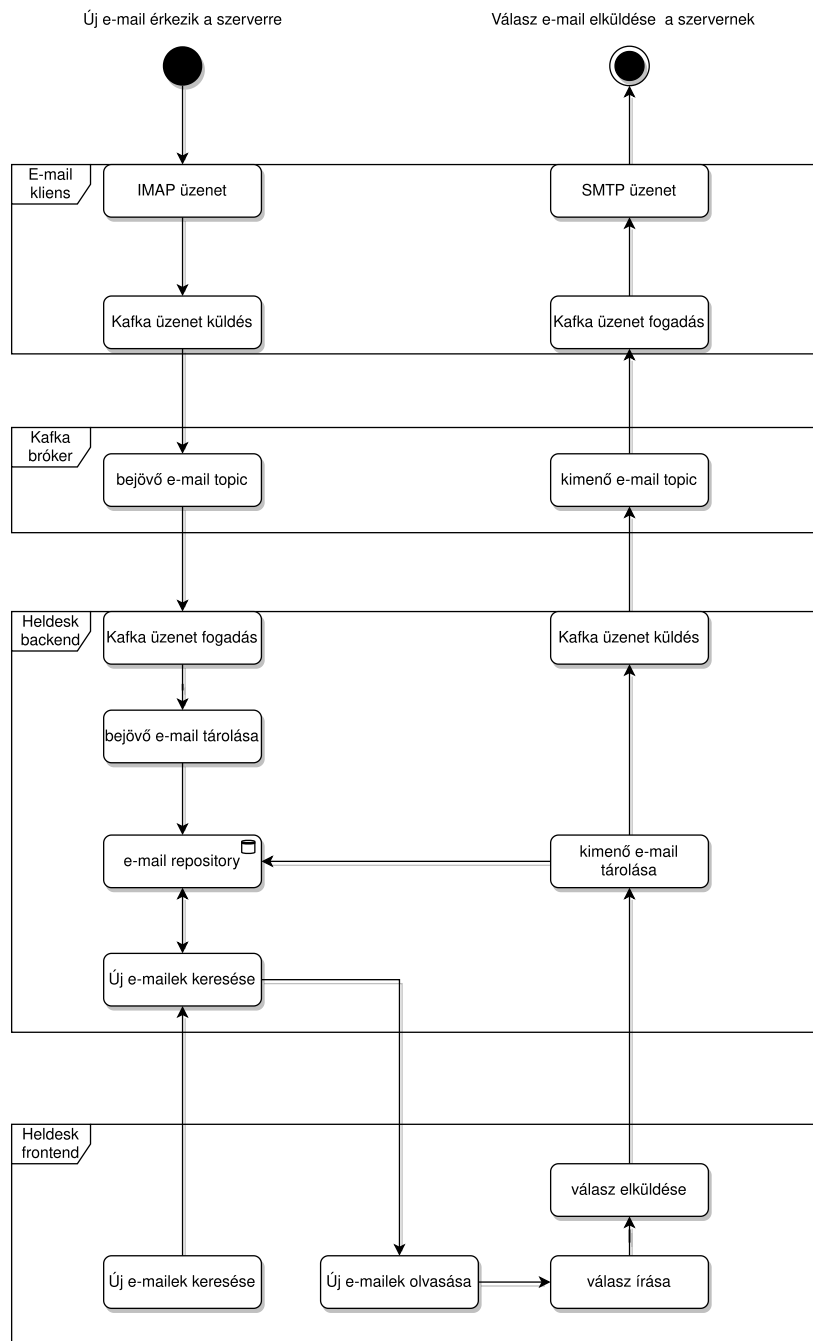 Új e-mail érkezik a szerverre
Válasz e-mail elküldése  a szervernek
E-mail
kliens
IMAP üzenet
SMTP üzenet
Kafka üzenet küldés
Kafka üzenet fogadás
Kafka
bróker
bejövő e-mail topic
kimenő e-mail topic
Heldesk
backend
Kafka üzenet fogadás
Kafka üzenet küldés
bejövő e-mail tárolása
e-mail repository
kimenő e-mail
tárolása
Új e-mailek keresése
Heldesk
frontend
válasz elküldése
Új e-mailek keresése
Új e-mailek olvasása
válasz írása